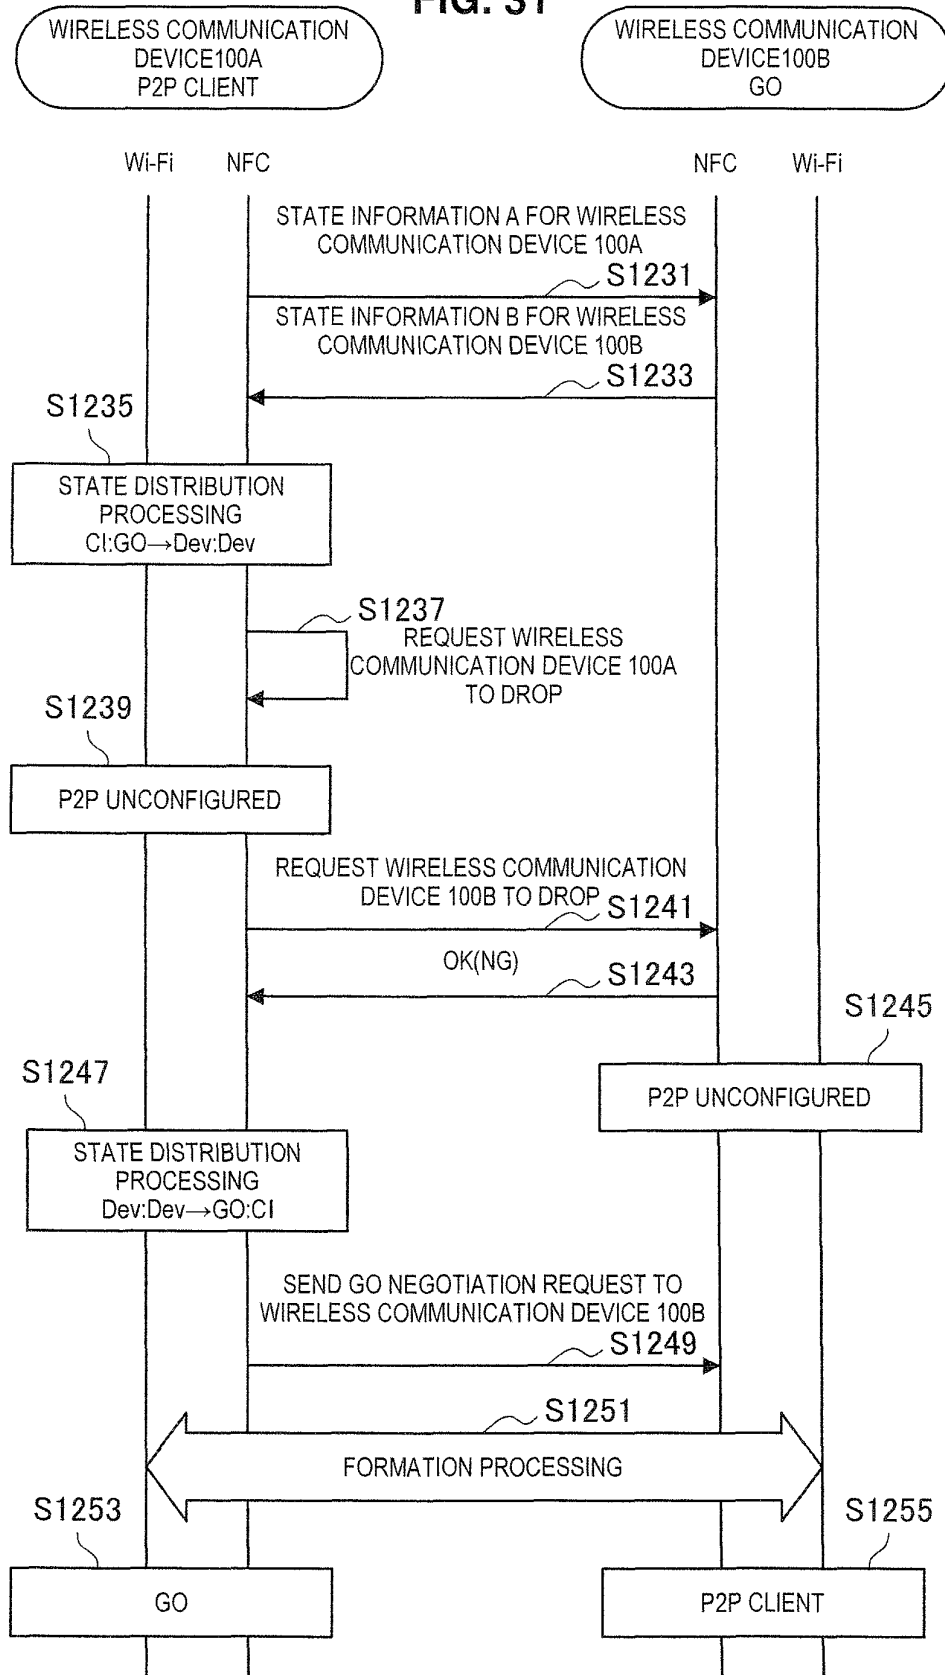 FIG. 31
WIRELESS COMMUNICATION
DEVICE100A
P2P CLIENT
WIRELESS COMMUNICATION
DEVICE100B
GO
Wi-Fi
NFC
NFC
Wi-Fi
STATE INFORMATION A FOR WIRELESS
COMMUNICATION DEVICE 100A
S1231
STATE INFORMATION B FOR WIRELESS
COMMUNICATION DEVICE 100B
S1233
S1235
STATE DISTRIBUTION
PROCESSING
Cl:GO→Dev:Dev
S1237
REQUEST WIRELESS
COMMUNICATION DEVICE 100A
TO DROP
S1239
P2P UNCONFIGURED
REQUEST WIRELESS COMMUNICATION
DEVICE 100B TO DROP
S1241
OK(NG)
S1243
S1245
P2P UNCONFIGURED
S1247
STATE DISTRIBUTION
PROCESSING
Dev:Dev→GO:Cl
SEND GO NEGOTIATION REQUEST TO
WIRELESS COMMUNICATION DEVICE 100B
S1249
S1251
FORMATION PROCESSING
S1253
GO
S1255
P2P CLIENT